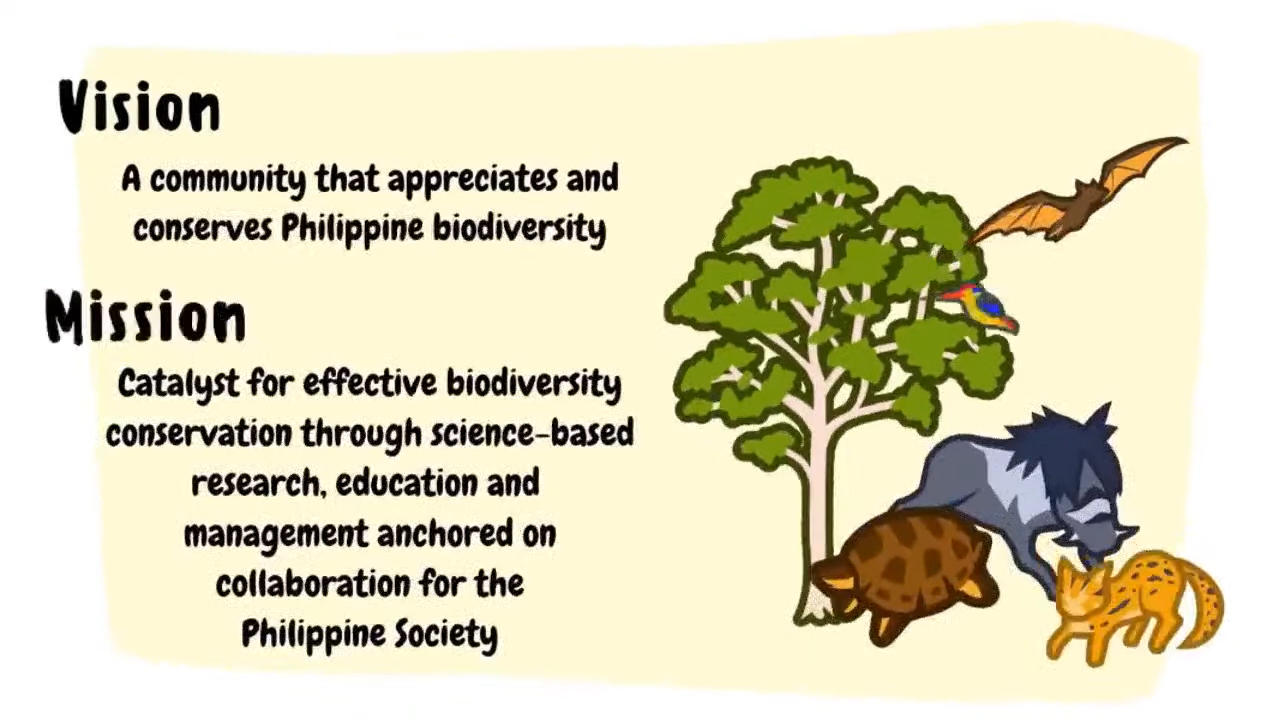 Vision
A community that appreciates and
conserves Philippine biodiversity
Mission
Catalyst for effective biodiversity
conservation through science-based
research, education and
management anchored on
collaboration for the
Philippine Society